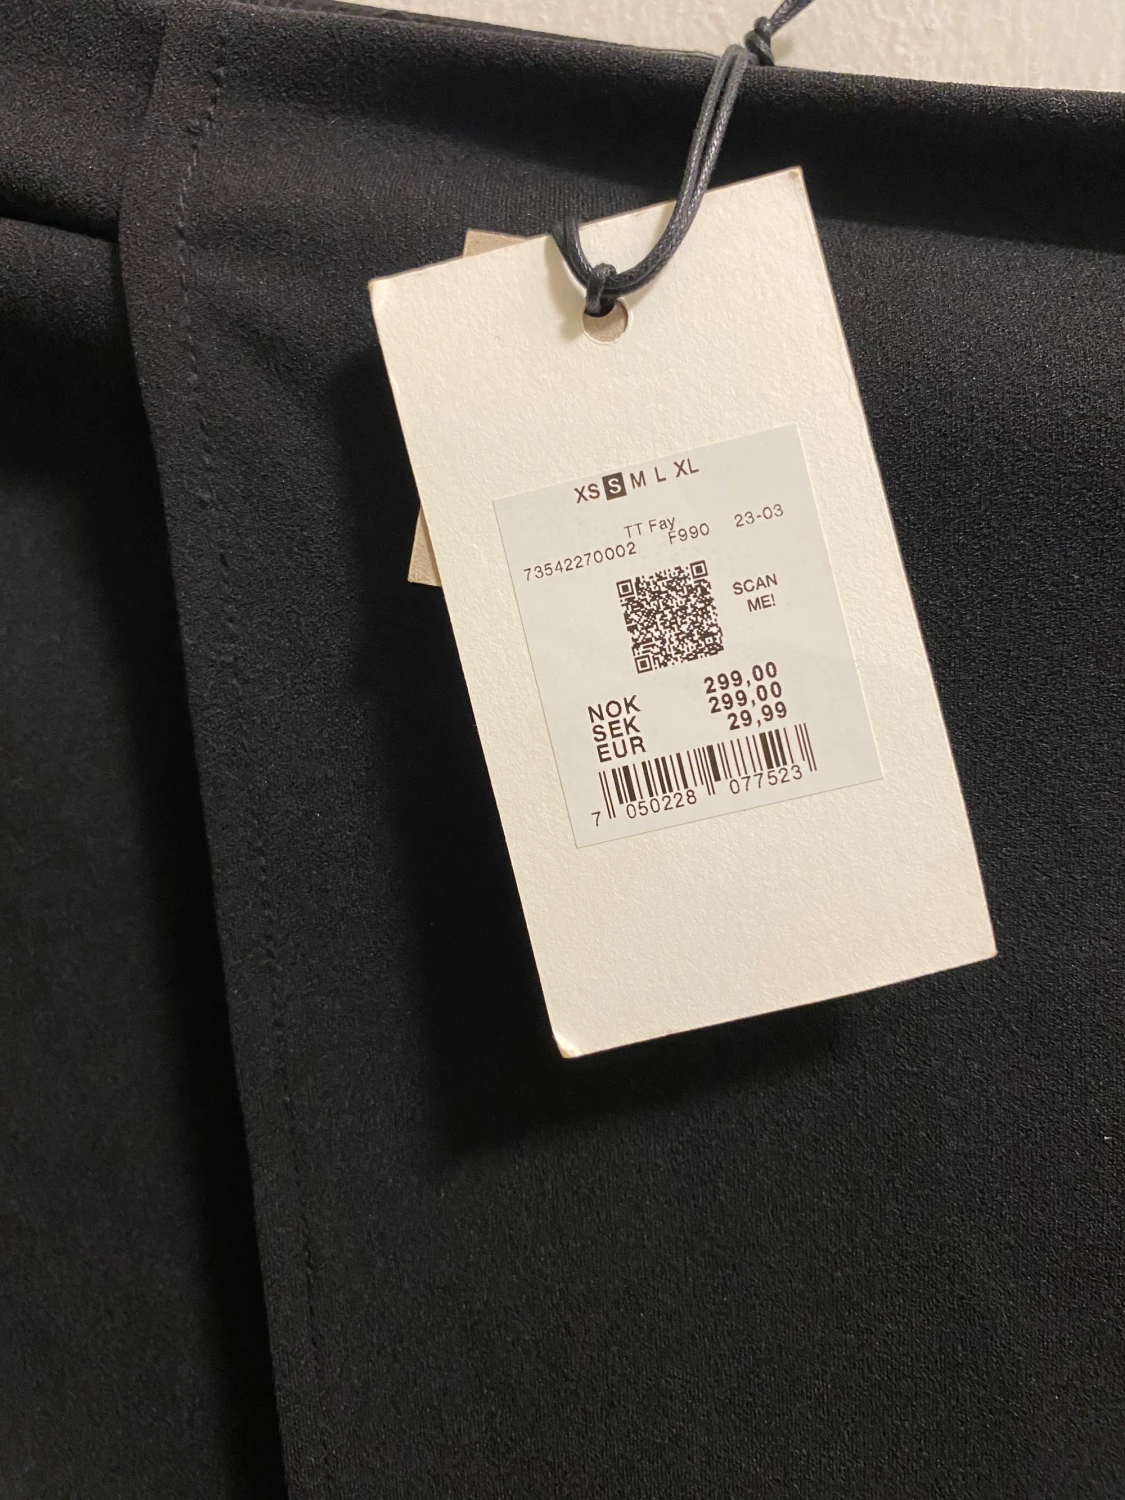 XS S M L XL
TT Fay
73542270002 F990 23-03
SCAN
ME!
NOK 299,00
SEK 299,00
EUR 29,99
7 050228 077523